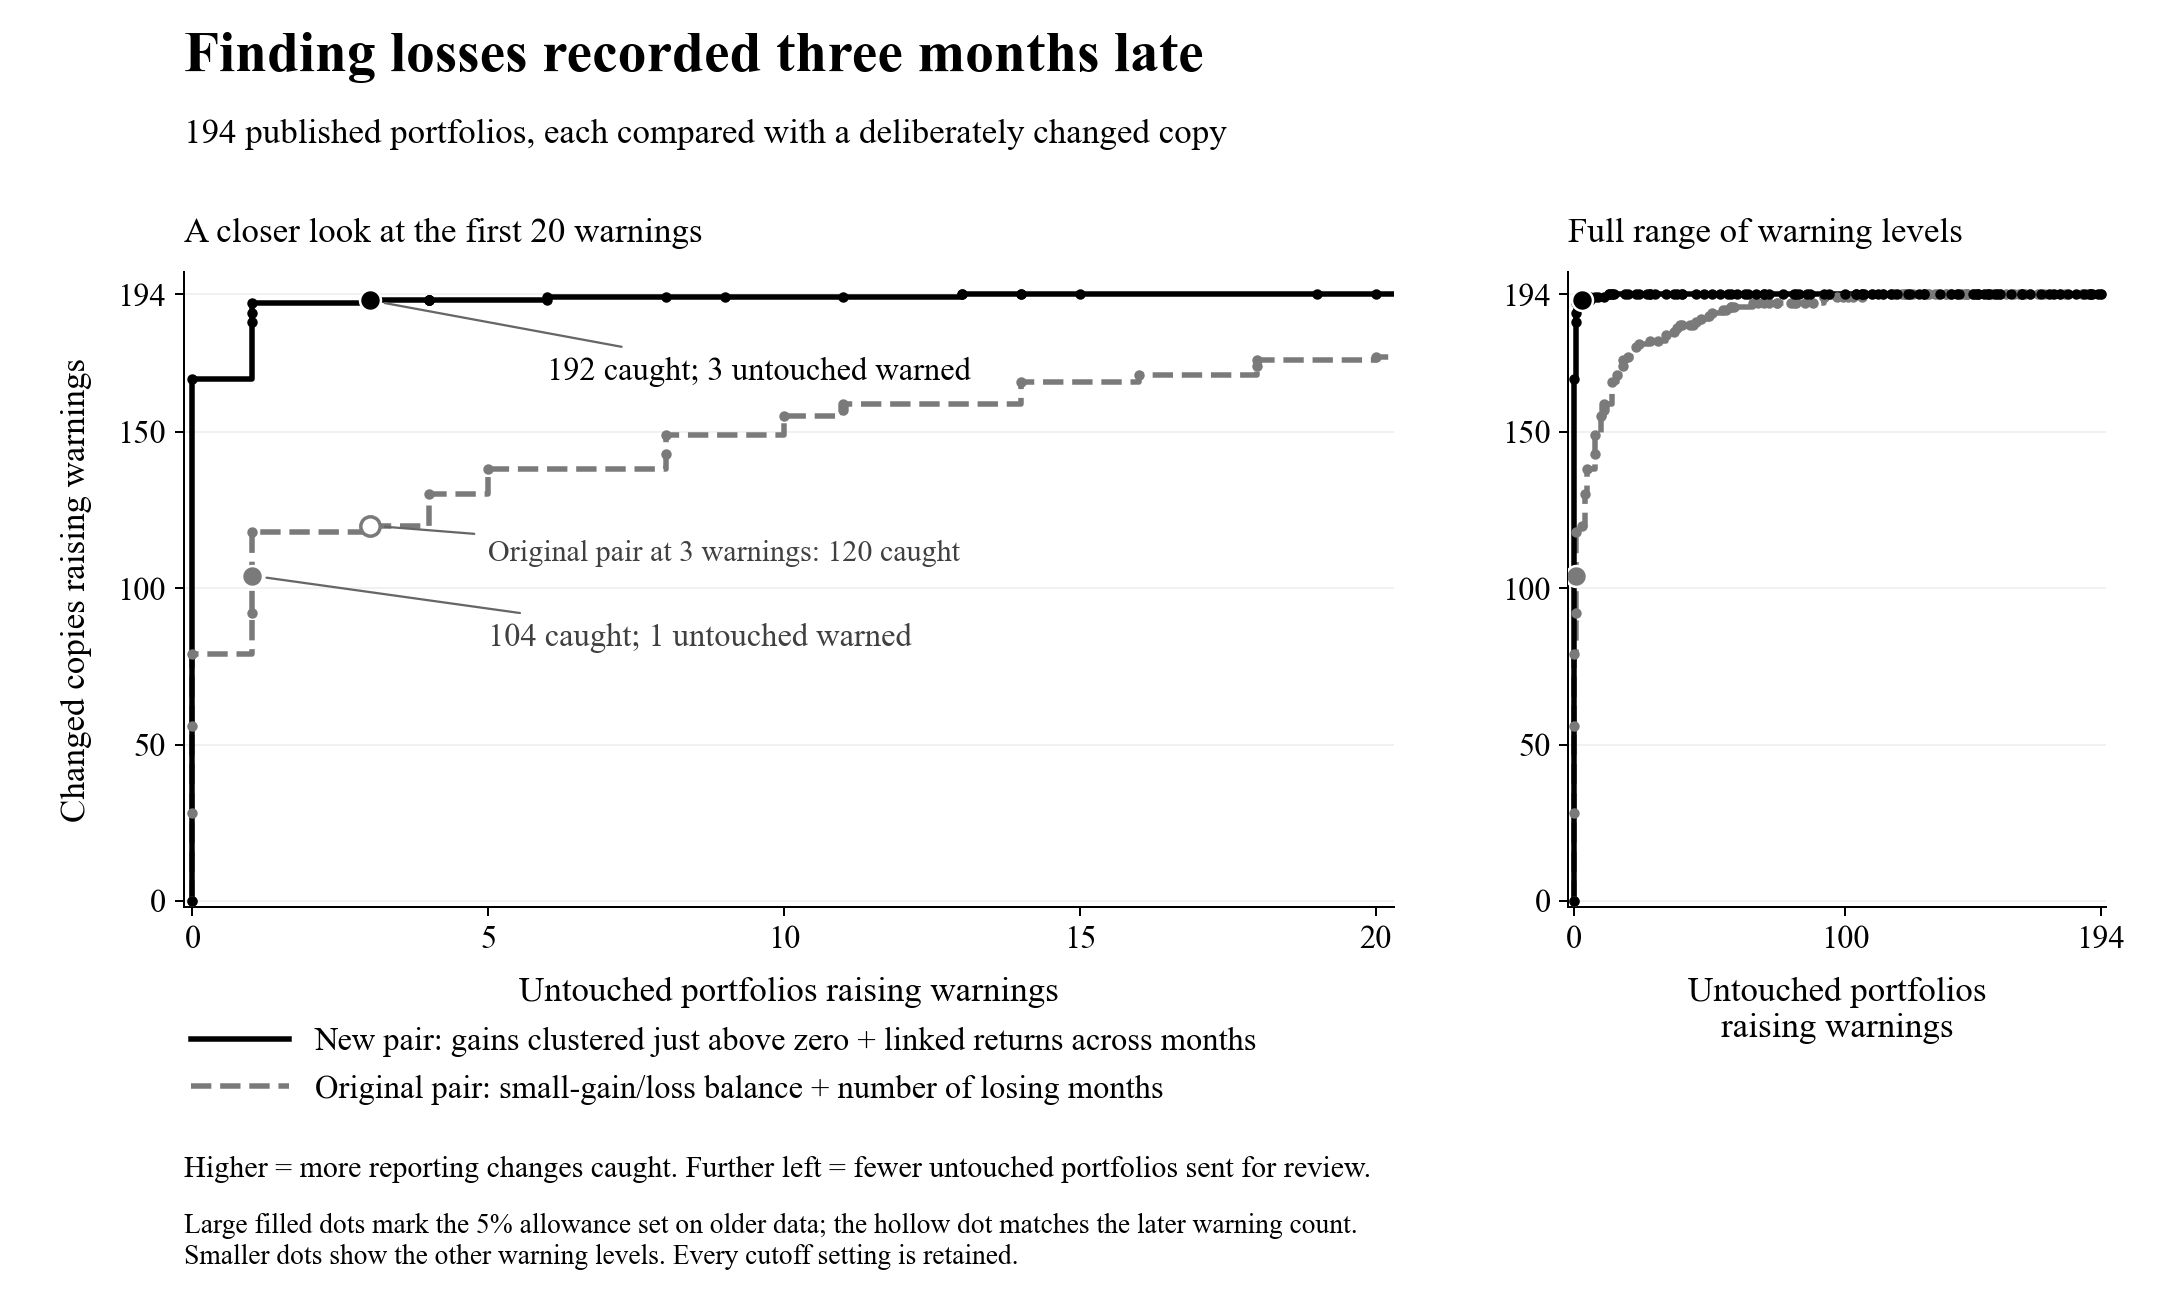 Finding losses recorded three months late
194 published portfolios, each compared with a deliberately changed copy
A closer look at the first 20 warnings
Changed copies raising warnings
194
150
100
50
0
192 caught; 3 untouched warned
Original pair at 3 warnings: 120 caught
104 caught; 1 untouched warned
0 5 10 15 20
Untouched portfolios raising warnings
Full range of warning levels
194
150
100
50
0
0 100 194
Untouched portfolios
raising warnings
New pair: gains clustered just above zero + linked returns across months
Original pair: small-gain/loss balance + number of losing months
Higher = more reporting changes caught. Further left = fewer untouched portfolios sent for review.
Large filled dots mark the 5% allowance set on older data; the hollow dot matches the later warning count.
Smaller dots show the other warning levels. Every cutoff setting is retained.